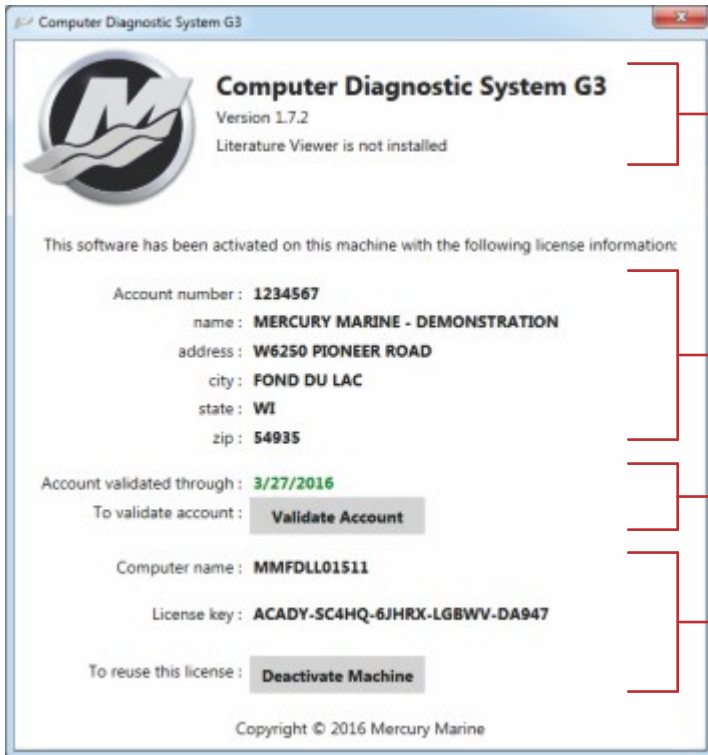 Computer Diagnostic System G3
Computer Diagnostic System G3
Version 1.7.2
Literature Viewer is not installed
This software has been activated on this machine with the following license information:
Account number : 1234567
name : MERCURY MARINE - DEMONSTRATION
address : W6250 PIONEER ROAD
city : FOND DU LAC
state : WI
zip : 54935
Account validated through : 3/27/2016
To validate account : Validate Account
Computer name : MMFDLL01511
License key : ACADY-SC4HQ-6JHRX-LGBWV-DA947
To reuse this license : Deactivate Machine
Copyright © 2016 Mercury Marine